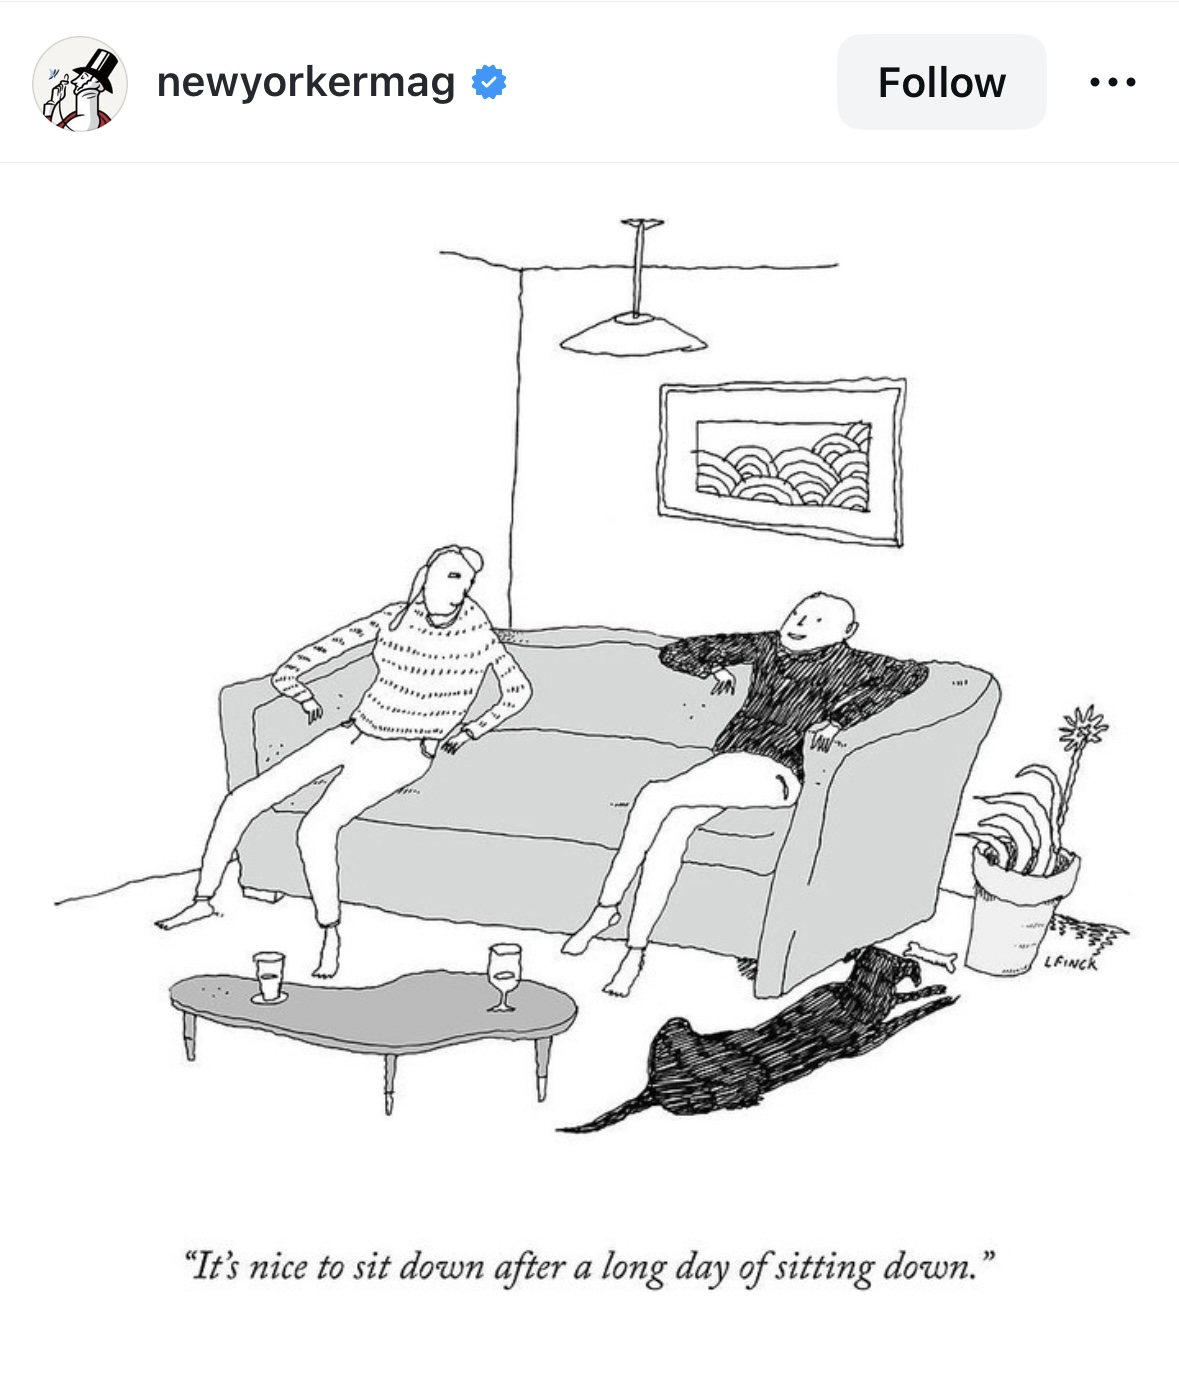 newyorkermag
Follow
LFINCK
“It’s nice to sit down after a long day of sitting down.”